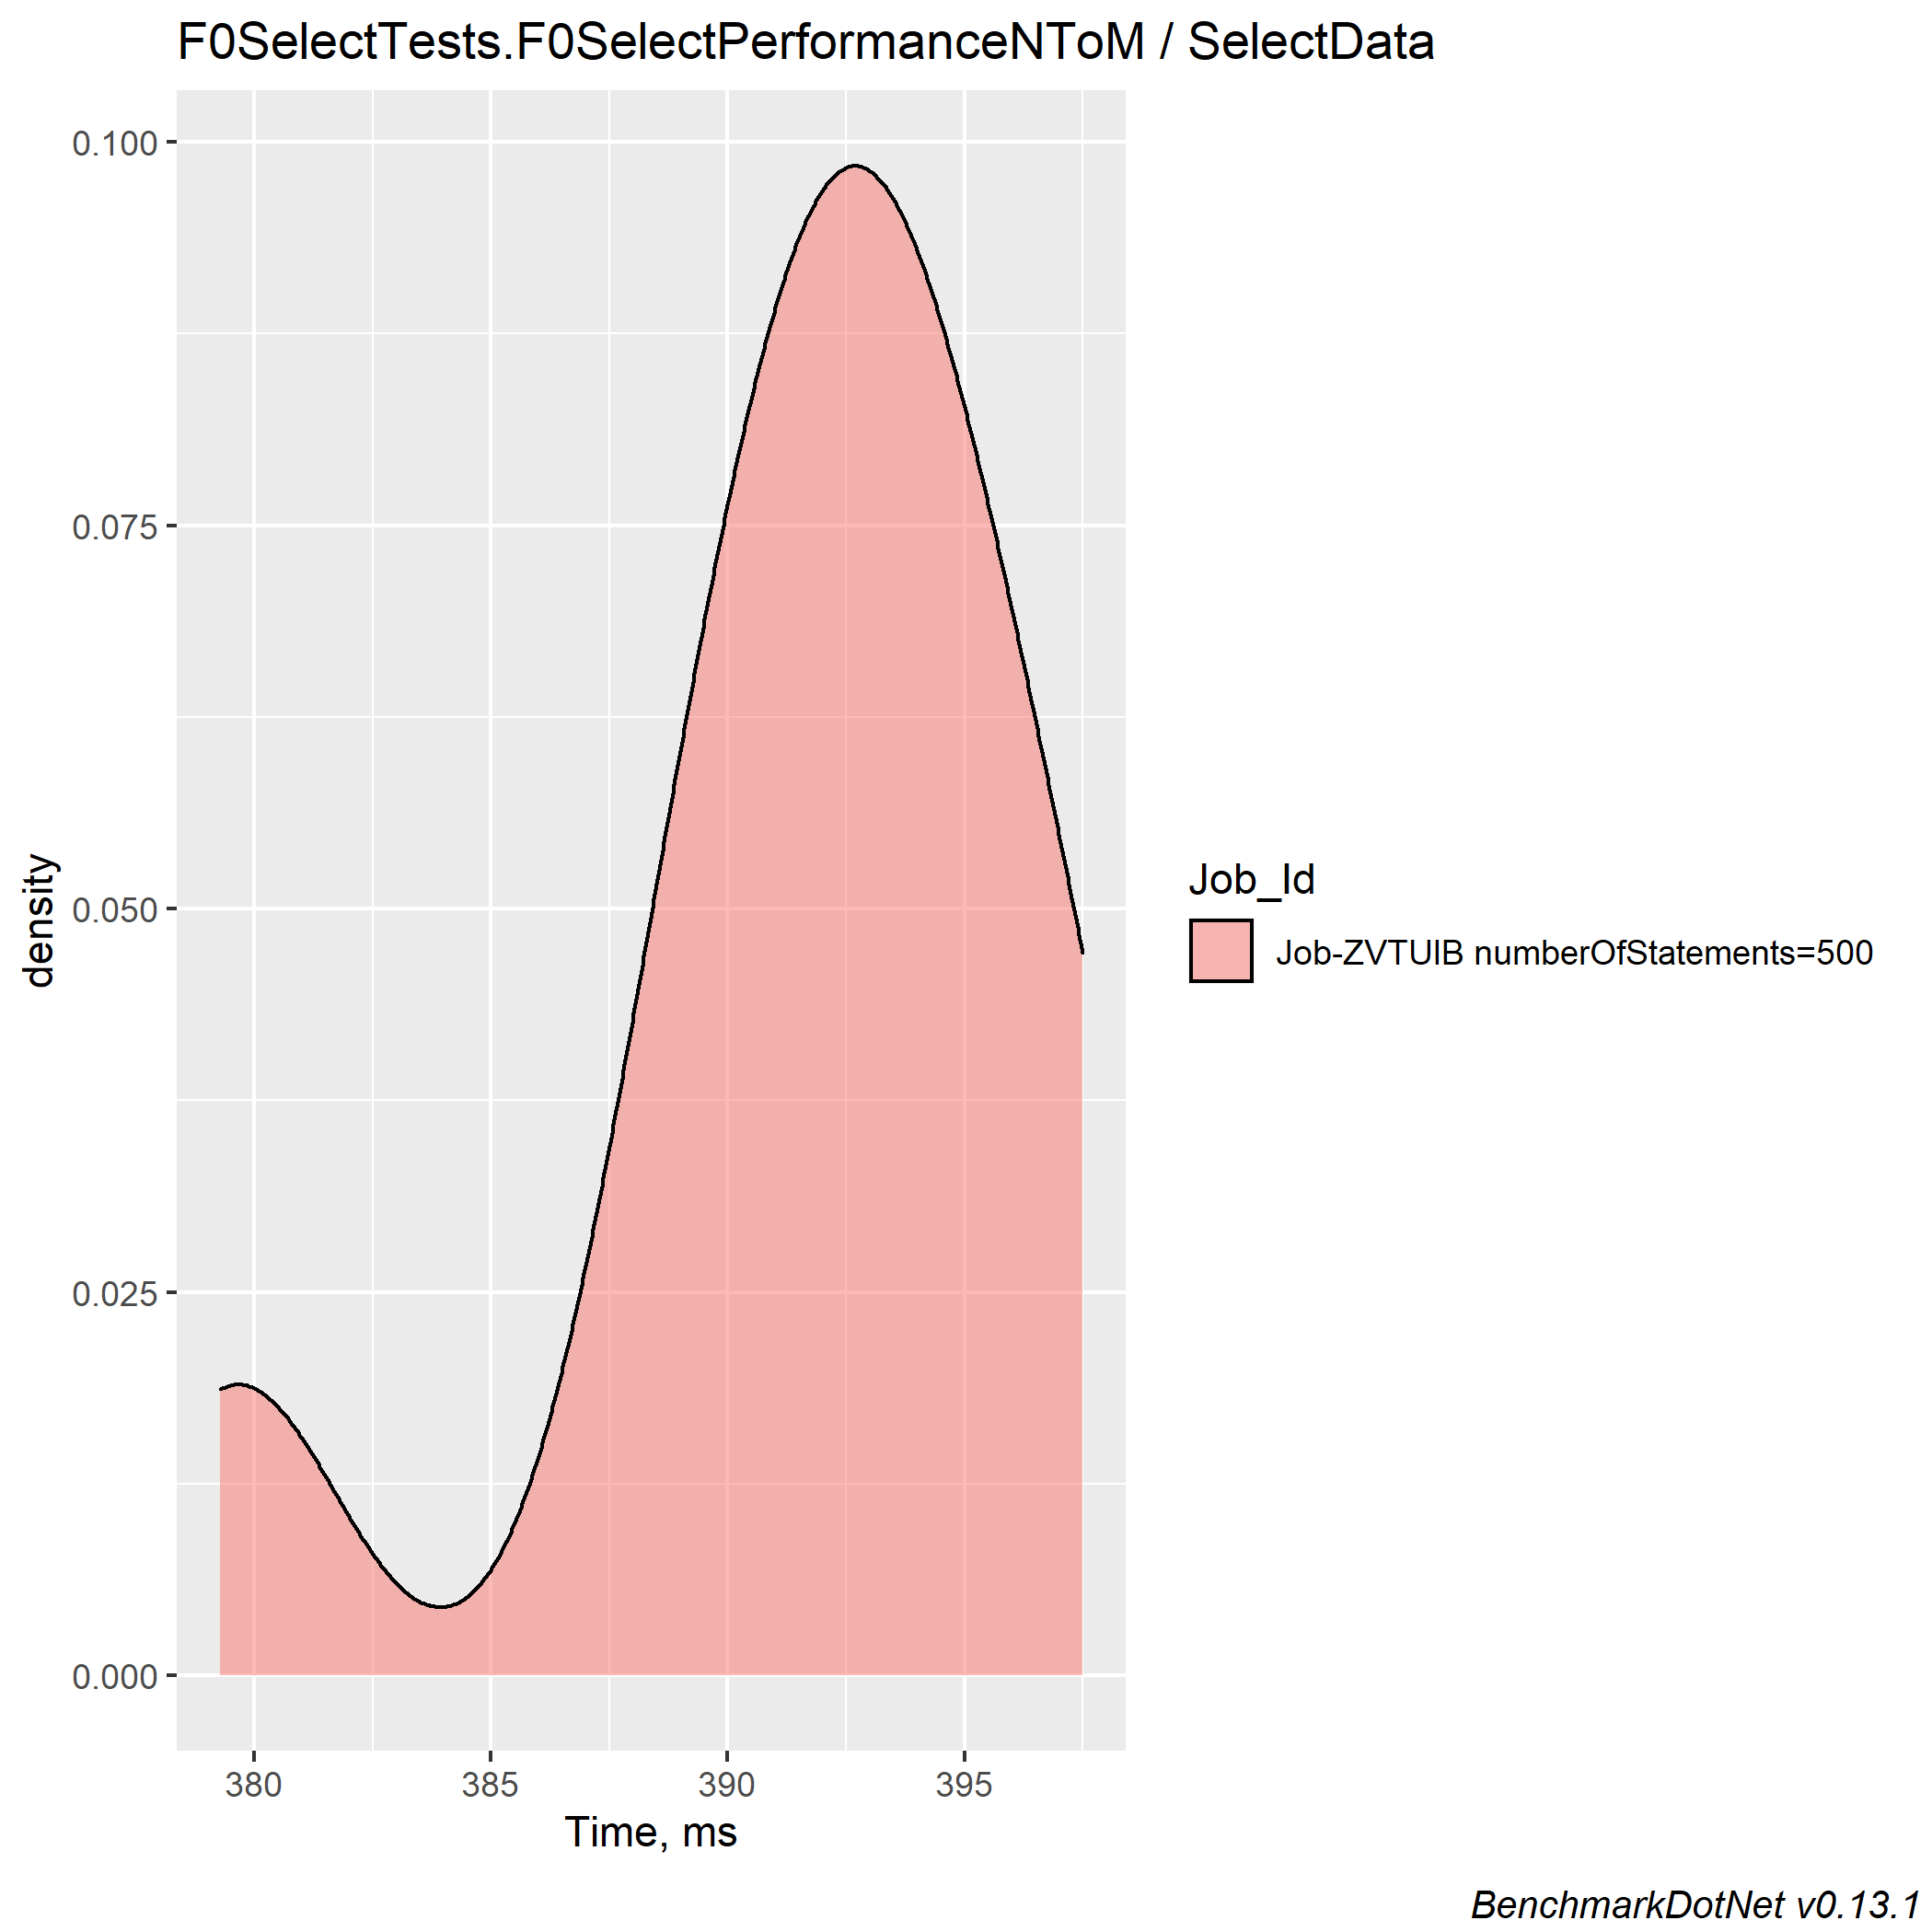 F0SelectTests.F0SelectPerformanceNToM / SelectData
0.100
0.075
0.050
0.025
0.000
density
380 385 390 395
Time, ms
Job_Id
Job-ZVTUIB numberOfStatements=500
BenchmarkDotNet v0.13.1